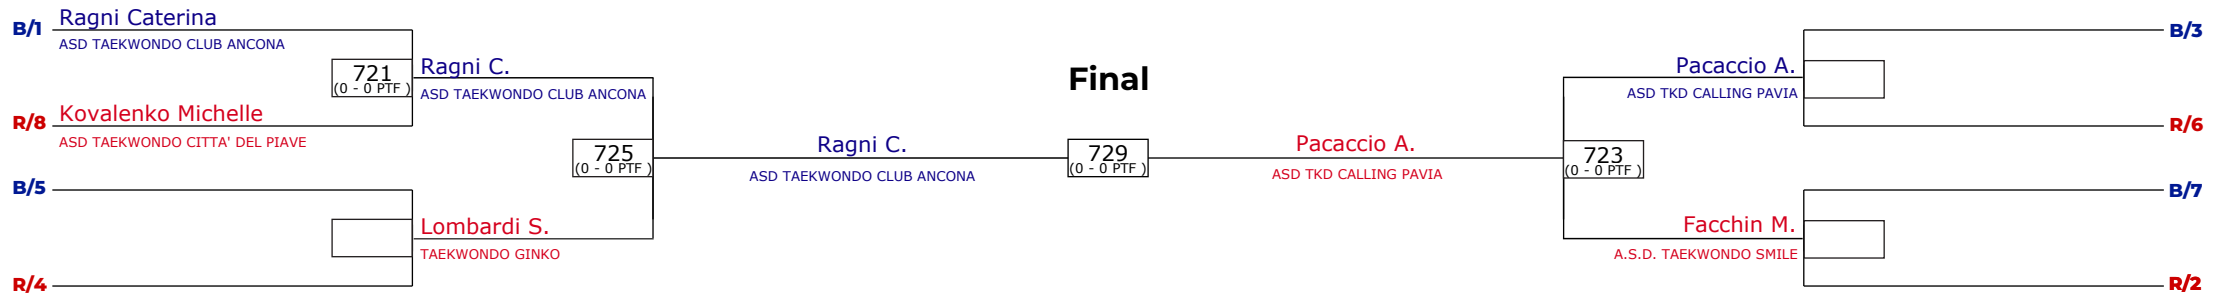 B/1
Ragni Caterina
ASD TAEKWONDO CLUB ANCONA
721
(0 - 0 PTF )
R/8
Kovalenko Michelle
ASD TAEKWONDO CITTA' DEL PIAVE
B/5
R/4
Ragni C.
ASD TAEKWONDO CLUB ANCONA
725
(0 - 0 PTF )
Lombardi S.
TAEKWONDO GINKO
Ragni C.
ASD TAEKWONDO CLUB ANCONA
Final
729
(0 - 0 PTF )
Pacaccio A.
ASD TKD CALLING PAVIA
Pacaccio A.
ASD TKD CALLING PAVIA
723
(0 - 0 PTF )
Facchin M.
A.S.D. TAEKWONDO SMILE
B/3
R/6
B/7
R/2